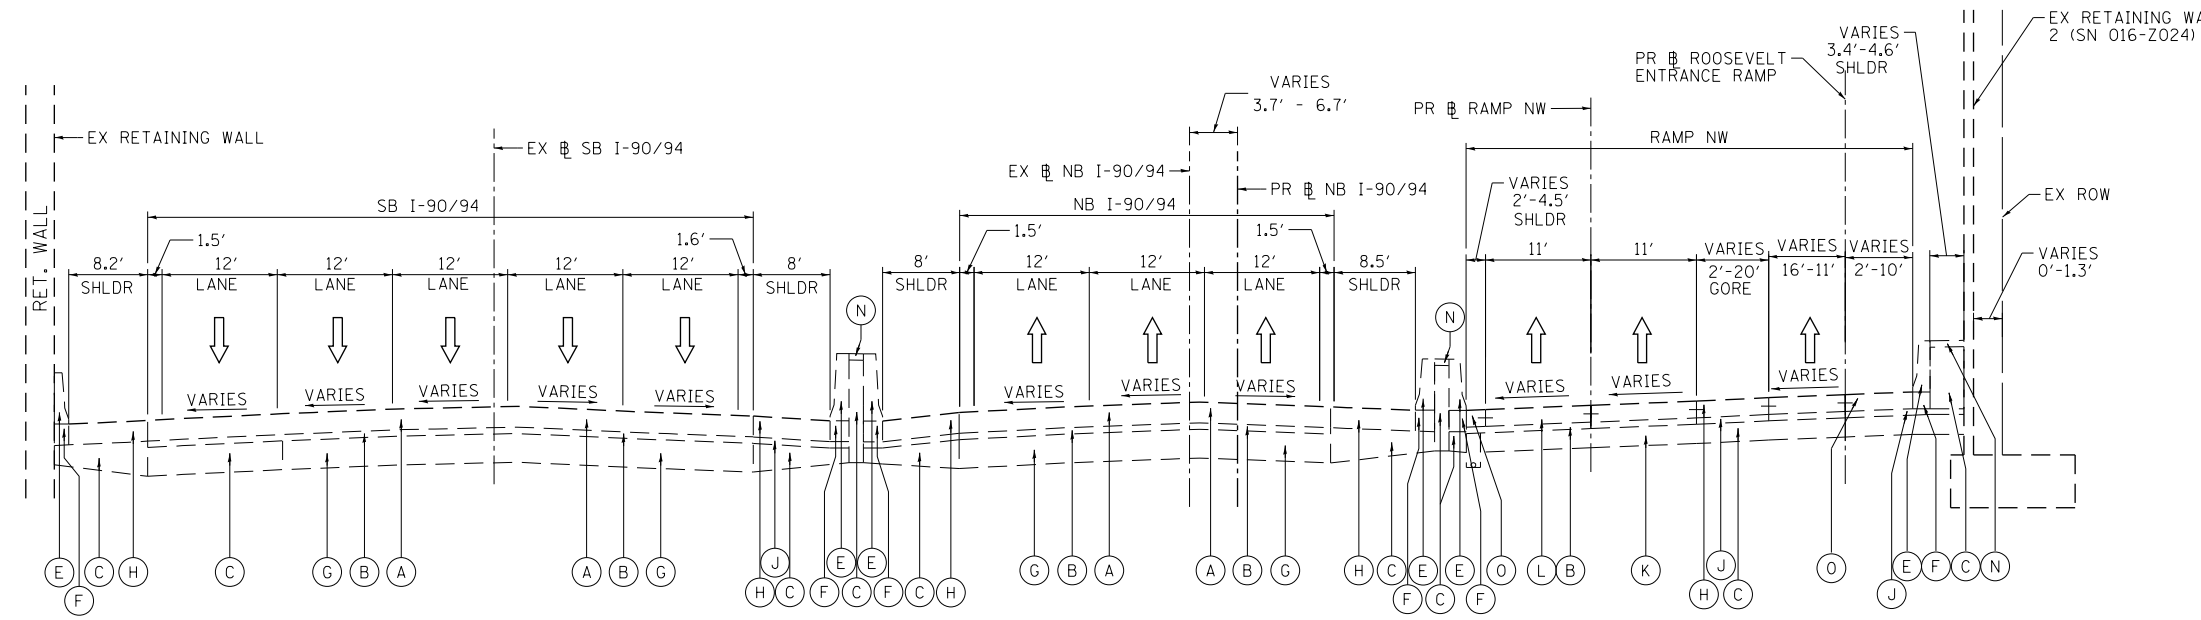 EX RETAINING WA
2 (SN 016-Z024)
VARIES
3.4'-4.6'
SHLDR
PR ROOSEVELT
ENTRANCE RAMP
VARIES
3.7' - 6.7'
PR RAMP NW
RAMP NW
EX RETAINING WALL
EX SB I-90/94
EX NB I-90/94
PR NB I-90/94
VARIES
2'-4.5'
SHLDR
EX ROW
RET. WALL
SB I-90/94
NB I-90/94
1.5'
1.6'
1.5'
1.5'
VARIES
0'-1.3'
8.2'
SHLDR
12'
LANE
12'
LANE
12'
LANE
12'
LANE
12'
LANE
8'
SHLDR
8'
SHLDR
12'
LANE
12'
LANE
12'
LANE
8.5'
SHLDR
11'
11'
VARIES
2'-20'
GORE
VARIES
16'-11'
VARIES
2'-10'
N
N
VARIES
VARIES
VARIES
VARIES
VARIES
VARIES
VARIES
VARIES
VARIES
VARIES
VARIES
E
F
C
H
C
G
B
A
A
B
G
H
J
C
F
E
C
E
F
C
H
G
B
A
A
B
G
H
C
F
E
C
E
F
O
L
B
K
H
J
C
O
J
E
F
C
N